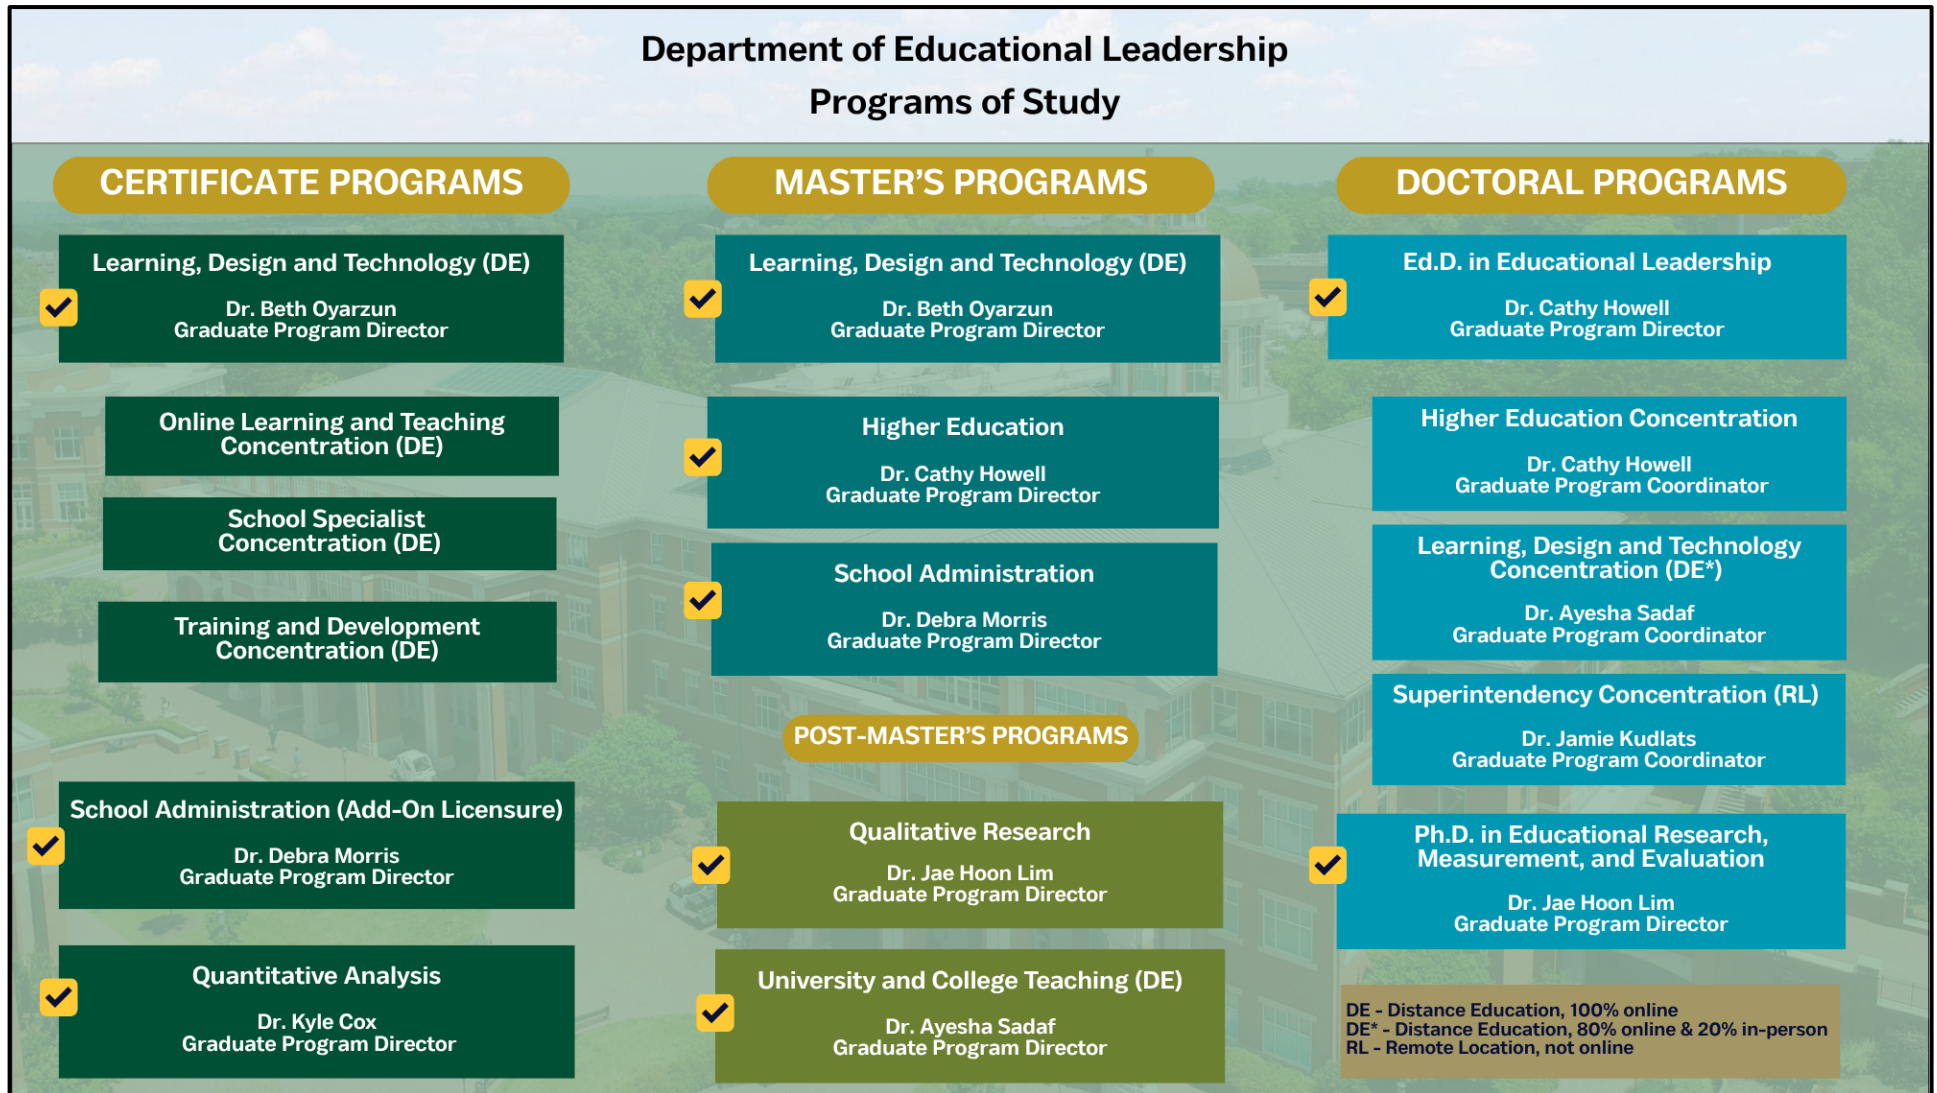 Department of Educational Leadership
Programs of Study
CERTIFICATE PROGRAMS
Learning, Design and Technology (DE)
Dr. Beth Oyarzun
Graduate Program Director
Online Learning and Teaching
Concentration (DE)
School Specialist
Concentration (DE)
Training and Development
Concentration (DE)
School Administration (Add-On Licensure)
Dr. Debra Morris
Graduate Program Director
Quantitative Analysis
Dr. Kyle Cox
Graduate Program Director
MASTER'S PROGRAMS
Learning, Design and Technology (DE)
Dr. Beth Oyarzun
Graduate Program Director
Higher Education
Dr. Cathy Howell
Graduate Program Director
School Administration
Dr. Debra Morris
Graduate Program Director
POST-MASTER'S PROGRAMS
Qualitative Research
Dr. Jae Hoon Lim
Graduate Program Director
University and College Teaching (DE)
Dr. Ayesha Sadaf
Graduate Program Director
DOCTORAL PROGRAMS
Ed.D. in Educational Leadership
Dr. Cathy Howell
Graduate Program Director
Higher Education Concentration
Dr. Cathy Howell
Graduate Program Coordinator
Learning, Design and Technology
Concentration (DE*)
Dr. Ayesha Sadaf
Graduate Program Coordinator
Superintendency Concentration (RL)
Dr. Jamie Kudlats
Graduate Program Coordinator
Ph.D. in Educational Research,
Measurement, and Evaluation
Dr. Jae Hoon Lim
Graduate Program Director
DE - Distance Education, 100% online
DE* - Distance Education, 80% online & 20% in-person
RL - Remote Location, not online